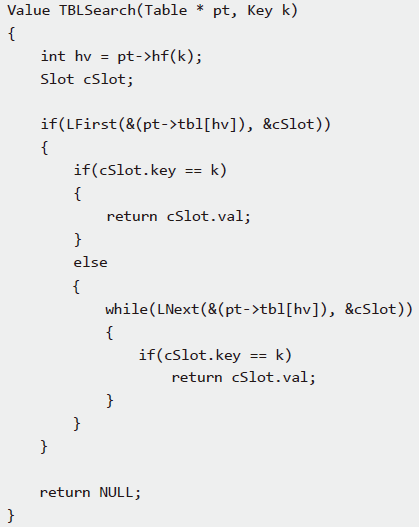 Value TBLSearch(Table * pt, Key k)
{
    int hv = pt->hf(k);
    Slot cSlot;

    if(LFirst(&(pt->tbl[hv]), &cSlot))
    {
        if(cSlot.key == k)
        {
            return cSlot.val;
        }
        else
        {
            while(LNext(&(pt->tbl[hv]), &cSlot))
            {
                if(cSlot.key == k)
                    return cSlot.val;
            }
        }
    }

    return NULL;
}